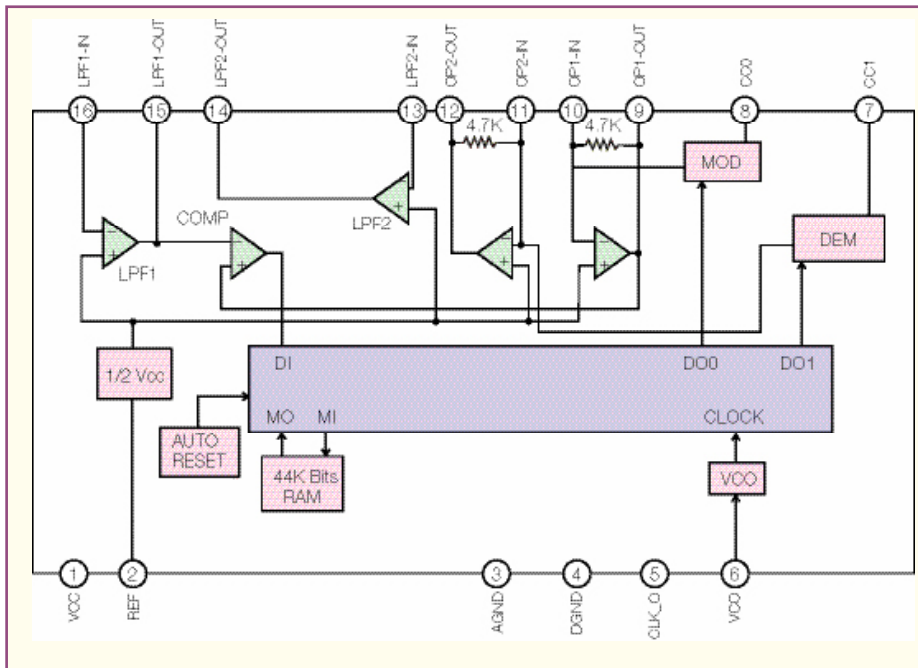 LPF1-IN
LPF1-OUT
LPF2-OUT
LPF2-IN
OP2-OUT
OP2-IN
OP1-IN
OP1-OUT
CC0
CC1
16 15 14 13 12 11 10 9 8 7
4.7K
4.7K
MOD
COMP
LPF2
DEM
LPF1
1/2 Vcc
DI
DO0
DO1
MO
MI
CLOCK
AUTO
RESET
44K Bits
RAM
VCO
1 2 3 4 5 6
VCC
REF
AGND
DGND
CLK_O
VCO